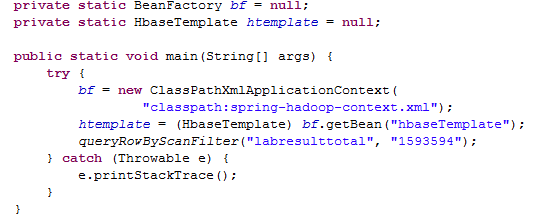 private static BeanFactory bf = null;
private static HbaseTemplate htemplate = null;
public static void main(String[] args) {
try {
bf = new ClassPathXmlApplicationContext(
"classpath:spring-hadoop-context.xml");
htemplate = (HbaseTemplate) bf.getBean("hbaseTemplate");
queryRowByScanFilter("labresulttotal", "1593594");
} catch (Throwable e) {
e.printStackTrace();
}
}